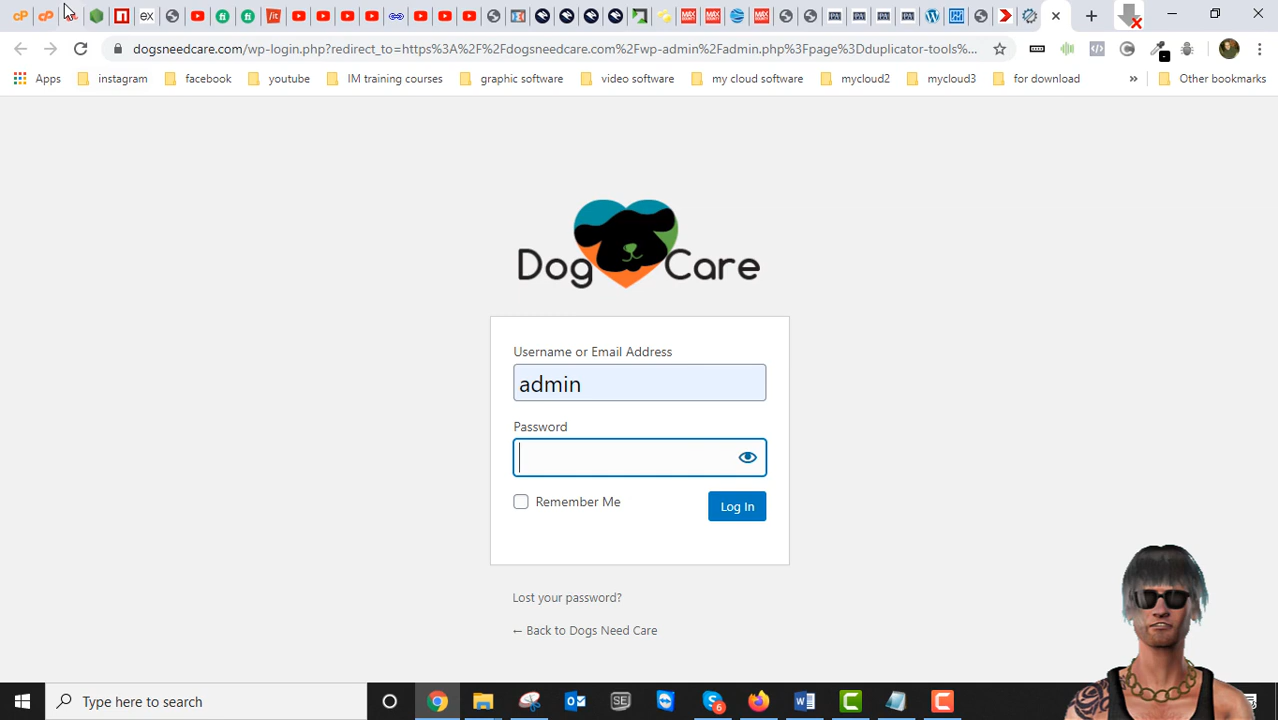 dogsneedcare.com/wp-login.php?redirect_to=https%3A%2F%2Fdogsneedcare.com%2Fwp-admin%2Fadmin.php%3Fpage%3Dduplicator-tools%...
Apps instagram facebook youtube IM training courses graphic software video software my cloud software mycloud2 mycloud3 for download » Other bookmarks
Dog Care
Username or Email Address
admin
Password
Remember Me
Log In
Lost your password?
← Back to Dogs Need Care
Type here to search